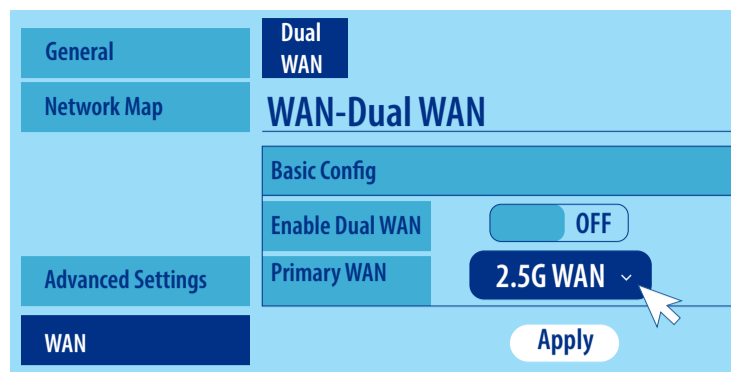 General
Network Map
Advanced Settings
WAN
Dual
WAN
WAN-Dual WAN
Basic Config
Enable Dual WAN OFF
Primary WAN 2.5G WAN
Apply